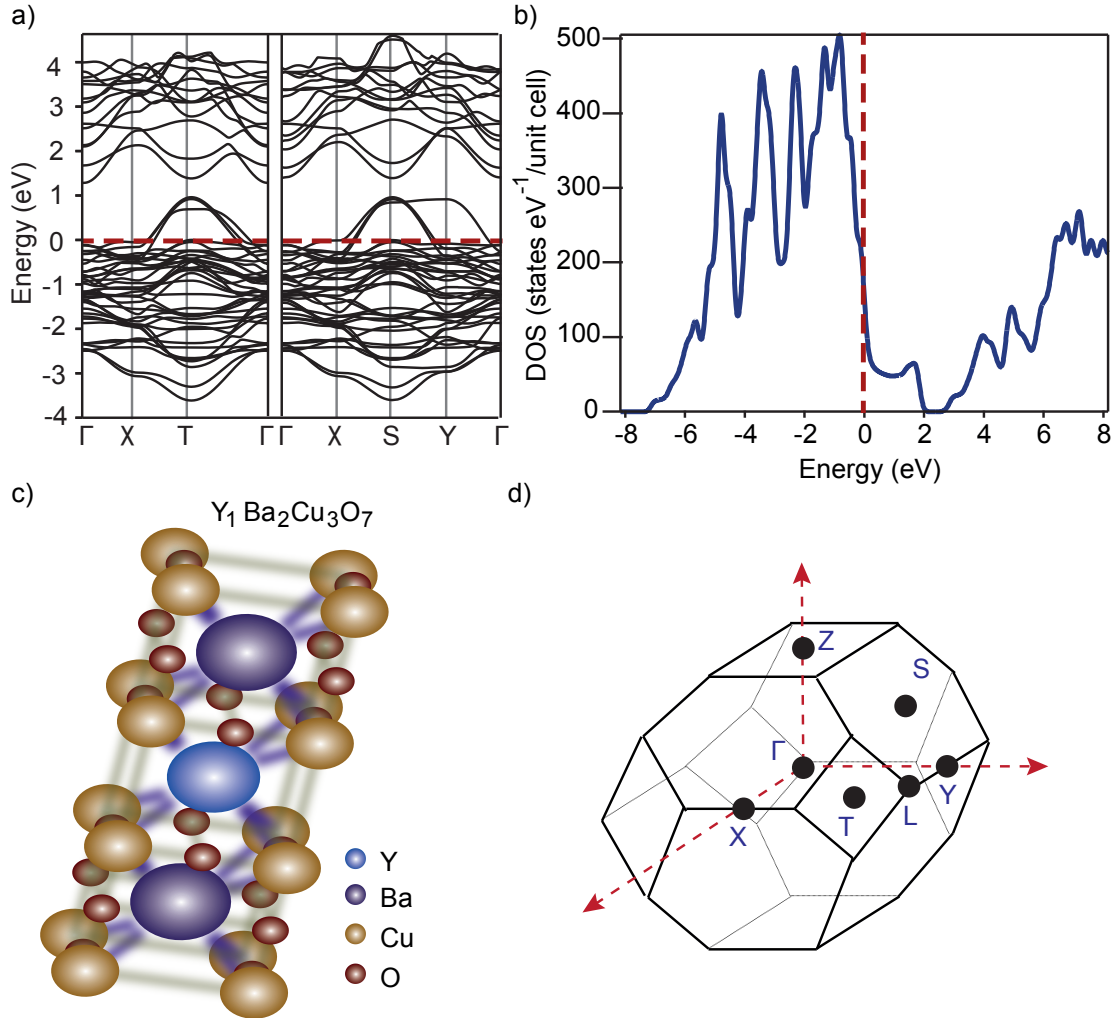 a)
Energy (eV)
4
3
2
1
0
-1
-2
-3
-4
Γ X T Γ Γ X S Y Γ
b)
DOS (states eV⁻¹/unit cell)
500
400
300
200
100
0
-8 -6 -4 -2 0 2 4 6 8
Energy (eV)
c)
Y₁ Ba₂Cu₃O₇
Y
Ba
Cu
O
d)
Z
S
Γ
Y
L
T
X